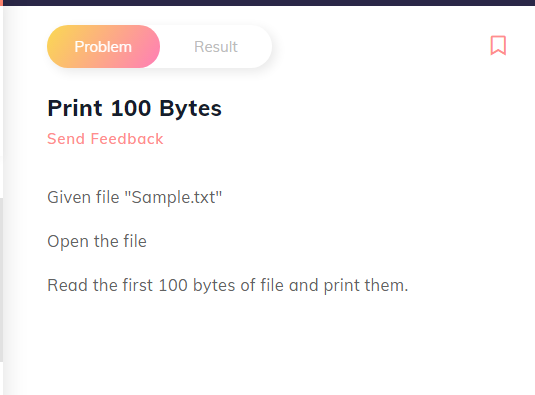 Problem
Result
Print 100 Bytes
Send Feedback
Given file "Sample.txt"
Open the file
Read the first 100 bytes of file and print them.